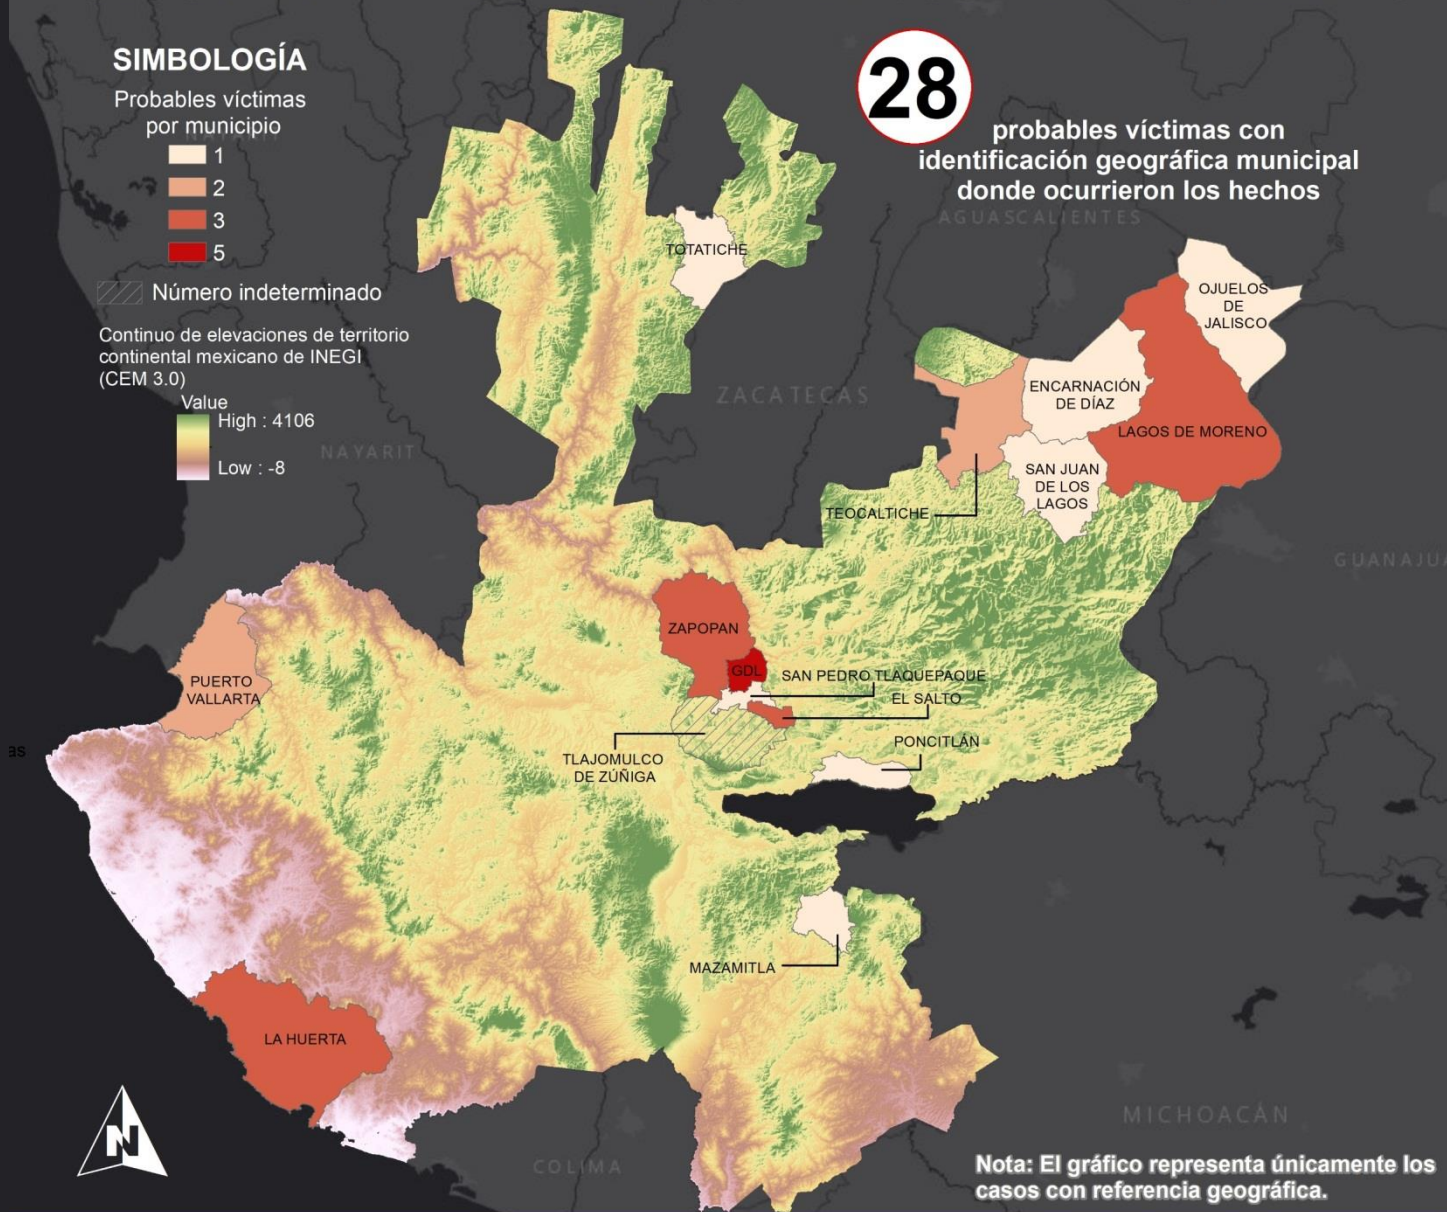 SIMBOLOGÍA
Probables víctimas
por municipio
1
2
3
5
Número indeterminado
Continuo de elevaciones de territorio
continental mexicano de INEGI
(CEM 3.0)
Value
High : 4106
Low : -8
28
probables víctimas con
identificación geográfica municipal
donde ocurrieron los hechos
AGUASCALIENTES
ZACATECAS
NAYARIT
GUANAJUA
MICHOACÁN
COLIMA
TOTATICHE
OJUELOS
DE
JALISCO
ENCARNACIÓN
DE DÍAZ
LAGOS DE MORENO
SAN JUAN
DE LOS
LAGOS
TEOCALTICHE
ZAPOPAN
GDL
SAN PEDRO TLAQUEPAQUE
EL SALTO
PUERTO
VALLARTA
PONCITLÁN
TLAJOMULCO
DE ZÚÑIGA
as
MAZAMITLA
LA HUERTA
N
Nota: El gráfico representa únicamente los
casos con referencia geográfica.